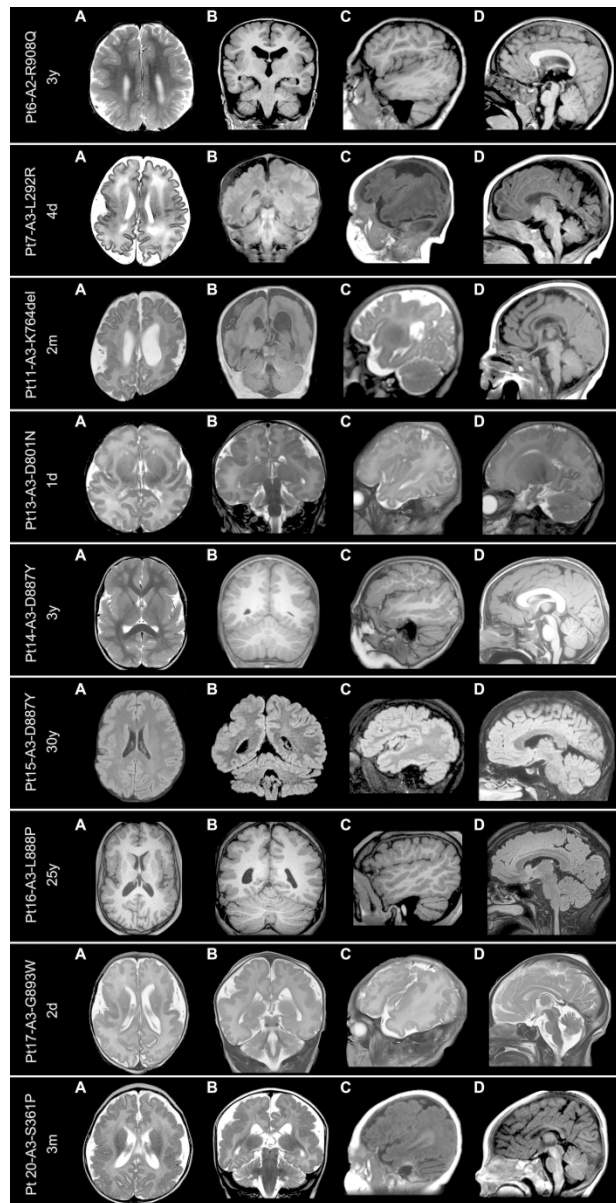 A B C D
Pt6-A2-R908Q
3y
A B C D
Pt7-A3-L292R
4d
A B C D
Pt11-A3-K764del
2m
A B C D
Pt13-A3-D801N
1d
A B C D
Pt14-A3-D887Y
3y
A B C D
Pt15-A3-D887Y
30y
A B C D
Pt16-A3-L888P
25y
A B C D
Pt17-A3-G893W
2d
A B C D
Pt 20-A3-S361P
3m